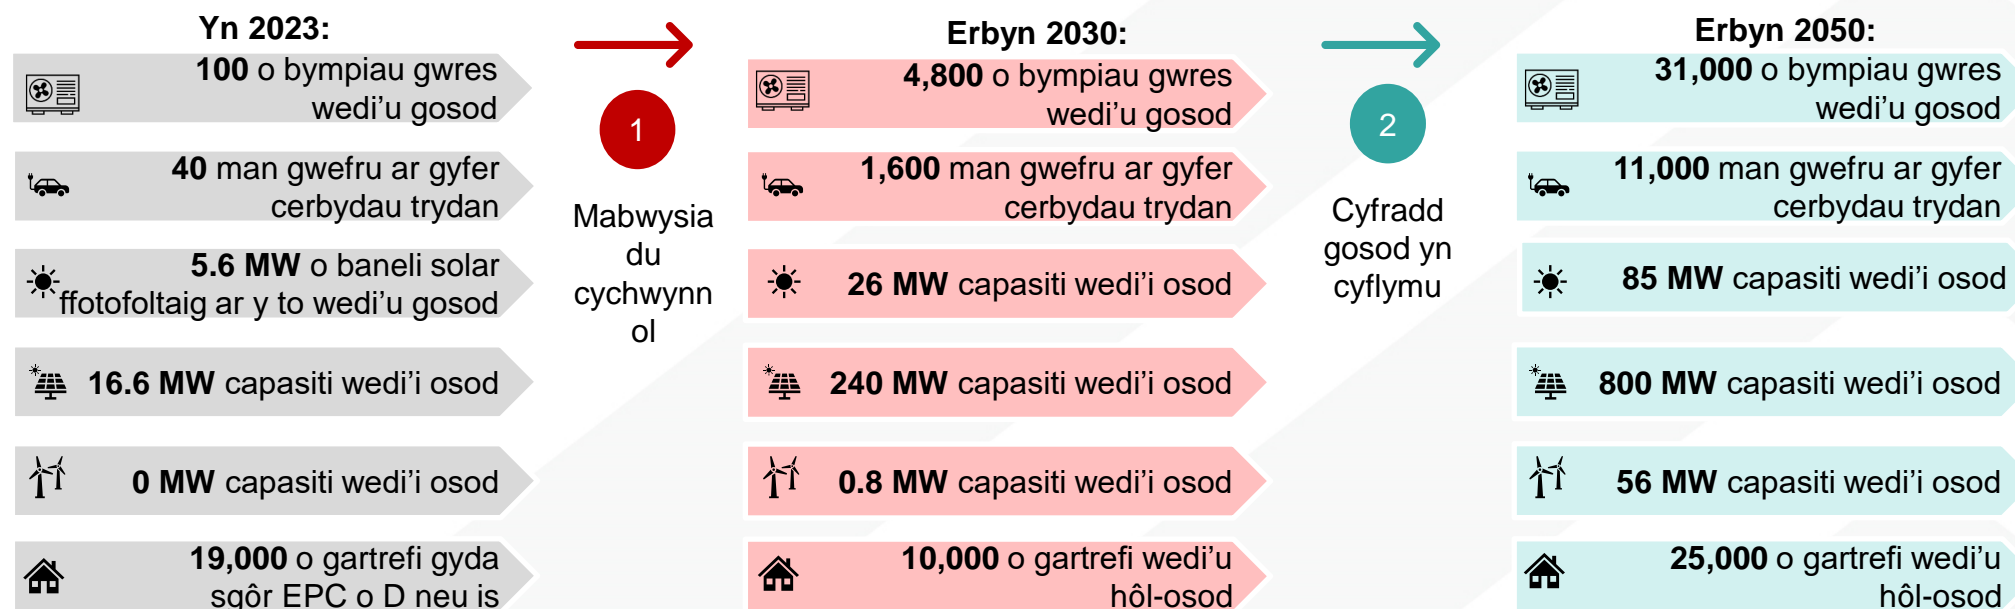 Yn 2023:
100 o bympiau gwres
wedi'u gosod
40 man gwefru ar gyfer
cerbydau trydan
5.6 MW o baneli solar
ffotofoltaig ar y to wedi'u gosod
16.6 MW capasiti wedi'i osod
0 MW capasiti wedi'i osod
19,000 o gartrefi gyda
sgôr EPC o D neu is
1
Mabwysia
du
cychwynn
ol
Erbyn 2030:
4,800 o bympiau gwres
wedi'u gosod
1,600 man gwefru ar gyfer
cerbydau trydan
26 MW capasiti wedi'i osod
240 MW capasiti wedi'i osod
0.8 MW capasiti wedi'i osod
10,000 o gartrefi wedi'u
hôl-osod
2
Cyfradd
gosod yn
cyflymu
Erbyn 2050:
31,000 o bympiau gwres
wedi'u gosod
11,000 man gwefru ar gyfer
cerbydau trydan
85 MW capasiti wedi'i osod
800 MW capasiti wedi'i osod
56 MW capasiti wedi'i osod
25,000 o gartrefi wedi'u
hôl-osod